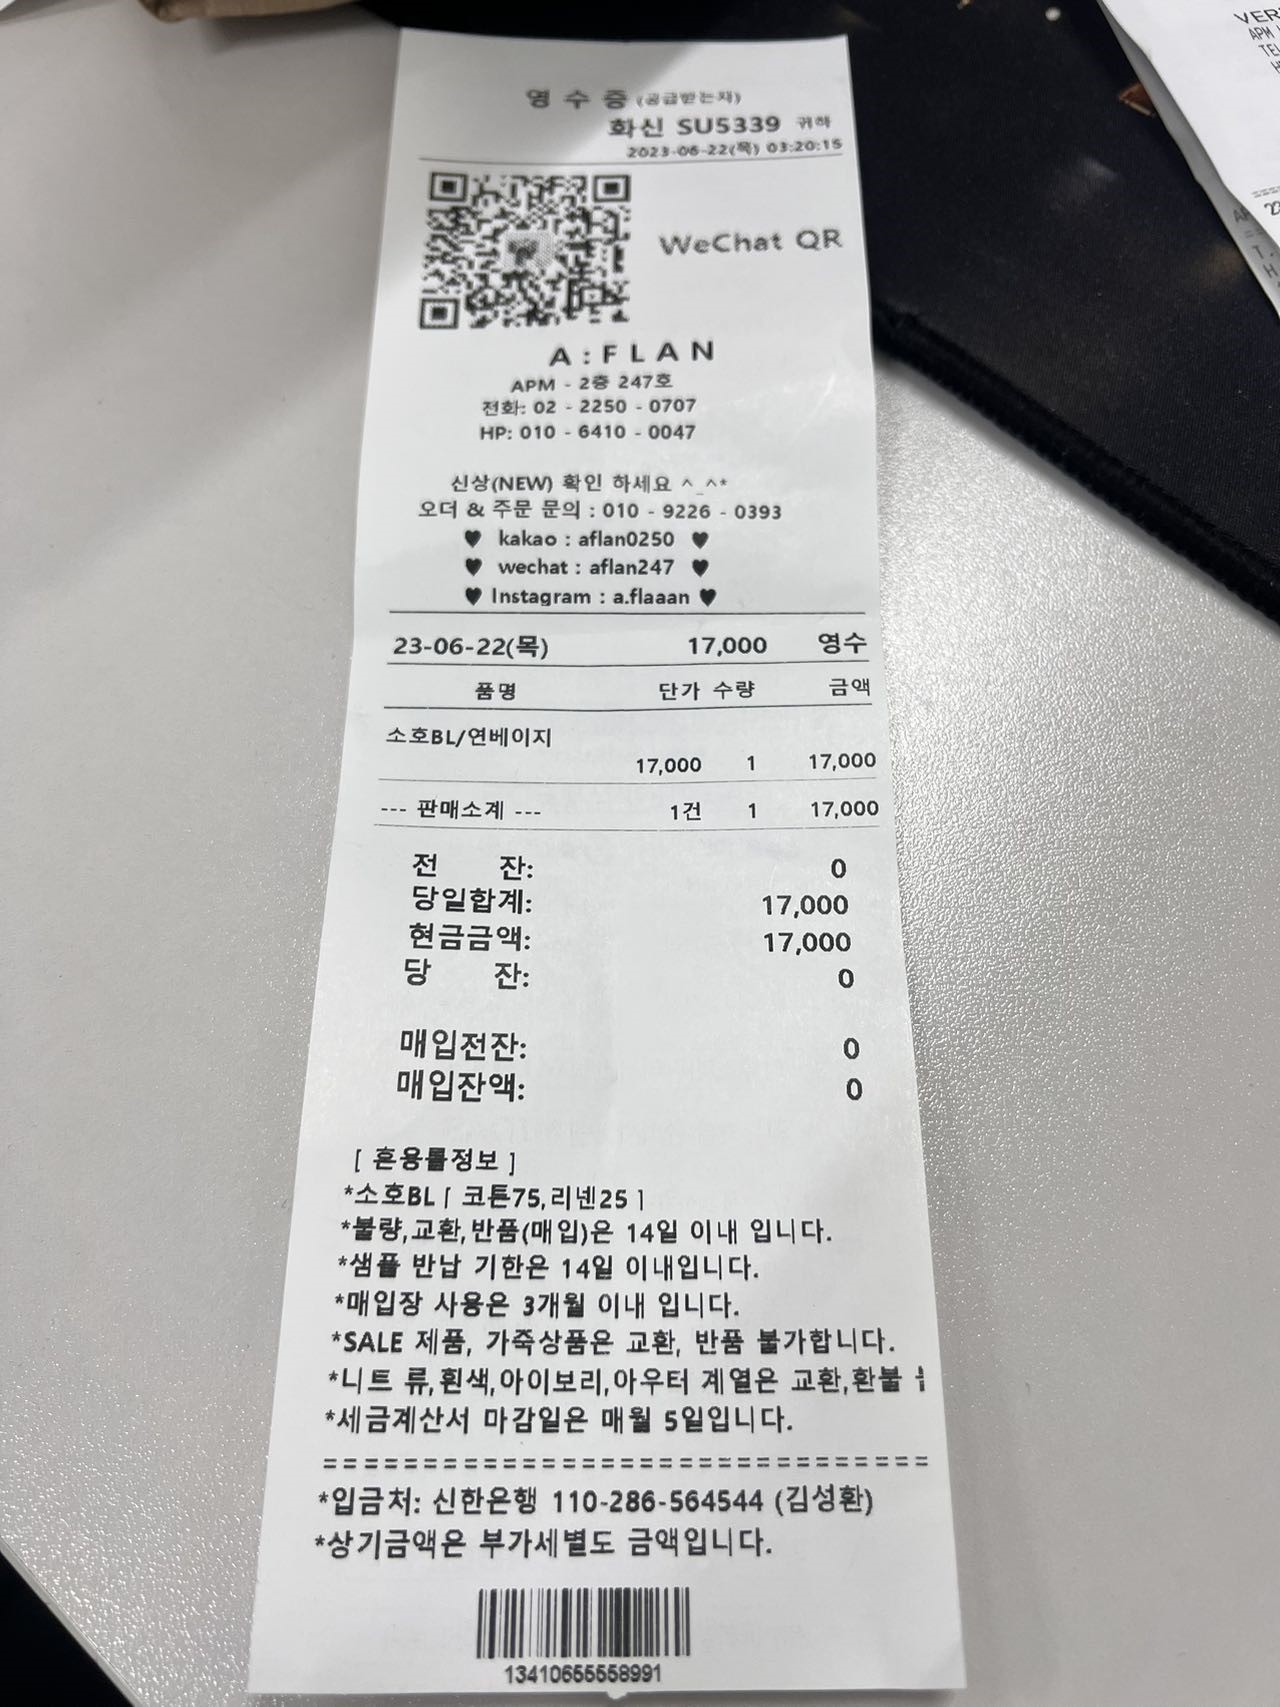 영 수 증 (공급받는자)
화신 SU5339 귀하
2023-06-22(목) 03:20:15
WeChat QR
A : F L A N
APM - 2층 247호
전화: 02 - 2250 - 0707
HP: 010 - 6410 - 0047
신상(NEW) 확인 하세요 ^_^*
오더 & 주문 문의 : 010 - 9226 - 0393
♥ kakao : aflan0250 ♥
♥ wechat : aflan247 ♥
♥ Instagram : a.flaaan ♥
23-06-22(목) 17,000 영수
품명 단가 수량 금액
소호BL/연베이지
17,000 1 17,000
--- 판매소계 --- 1건 1 17,000
전 잔: 0
당일합계: 17,000
현금금액: 17,000
당 잔: 0
매입전잔: 0
매입잔액: 0
[ 혼용률정보 ]
*소호BL [ 코튼75,리넨25 ]
*불량,교환,반품(매입)은 14일 이내 입니다.
*샘플 반납 기한은 14일 이내입니다.
*매입장 사용은 3개월 이내 입니다.
*SALE 제품, 가죽상품은 교환, 반품 불가합니다.
*니트 류,흰색,아이보리,아우터 계열은 교환,환불
*세금계산서 마감일은 매월 5일입니다.
================================
*입금처: 신한은행 110-286-564544 (김성환)
*상기금액은 부가세별도 금액입니다.
13410655558991
VER
APM
TE